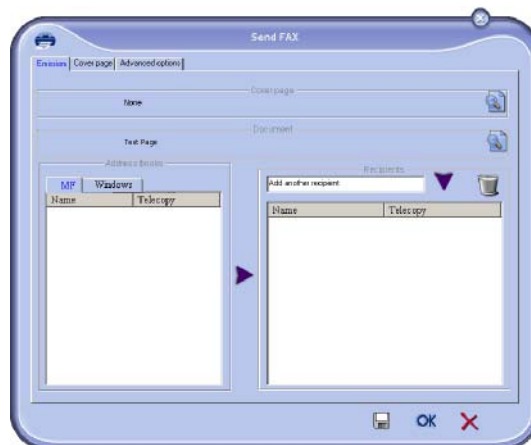 Send FAX
Emission Cover page Advanced options
Cover page
None
Document
Test Page
Address books
Recipients
MF Windows
Add another recipient
Name Telecopy
Name Telecopy
OK